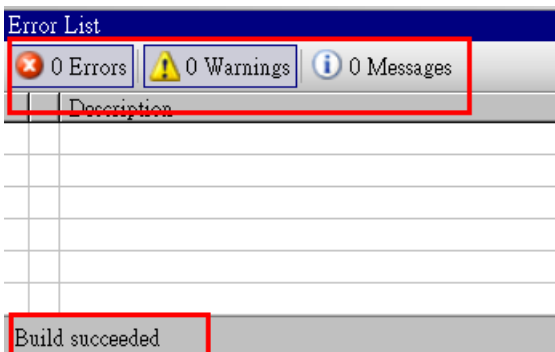 Error List
0 Errors 0 Warnings 0 Messages
Description
Build succeeded